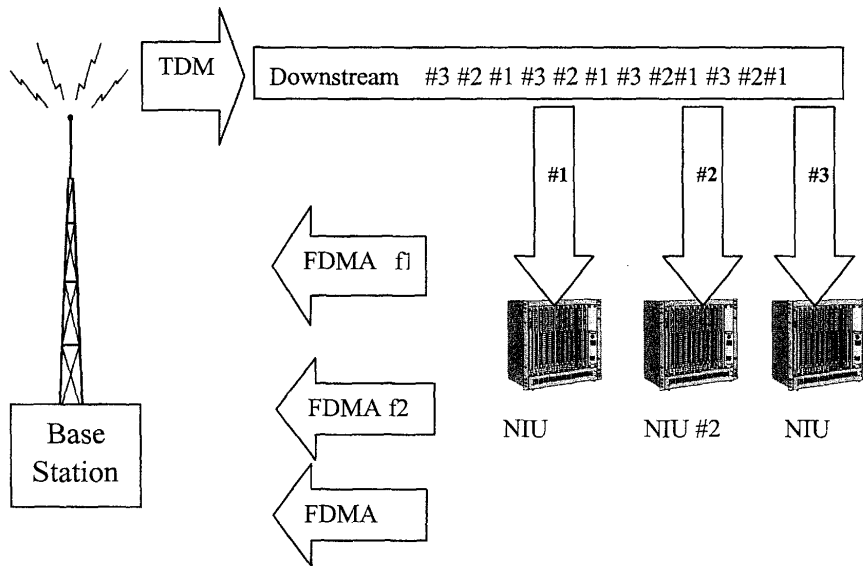 TDM
Downstream #3 #2 #1 #3 #2 #1 #3 #2#1 #3 #2#1
#1
#2
#3
FDMA f1
FDMA f2
FDMA
NIU
NIU #2
NIU
Base
Station